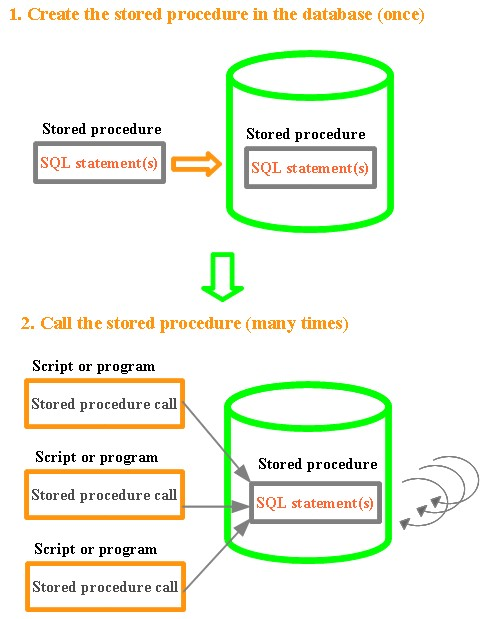 1. Create the stored procedure in the database (once)
Stored procedure
SQL statement(s)
Stored procedure
SQL statement(s)
2. Call the stored procedure (many times)
Script or program
Stored procedure call
Script or program
Stored procedure call
Script or program
Stored procedure call
Stored procedure
SQL statement(s)